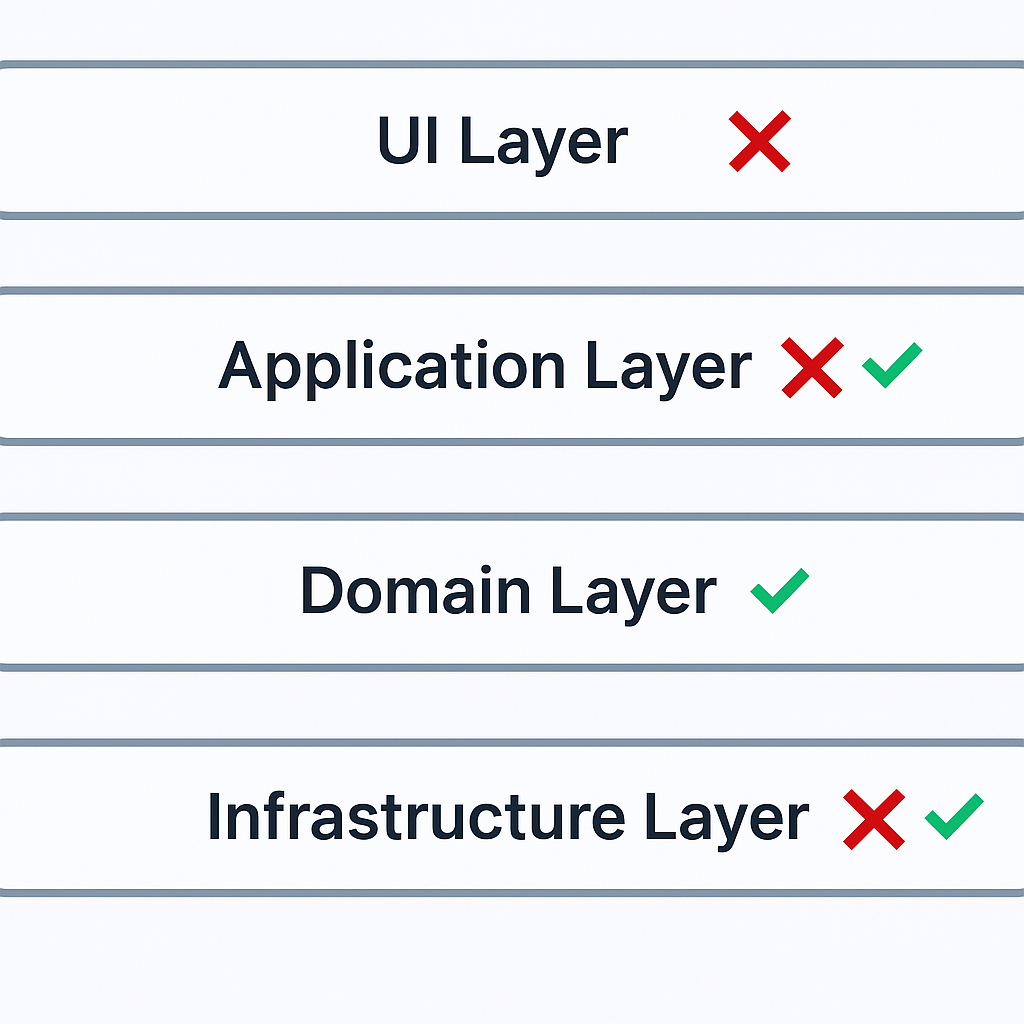 UI Layer ❌
Application Layer ❌ ✔
Domain Layer ✔
Infrastructure Layer ❌ ✔